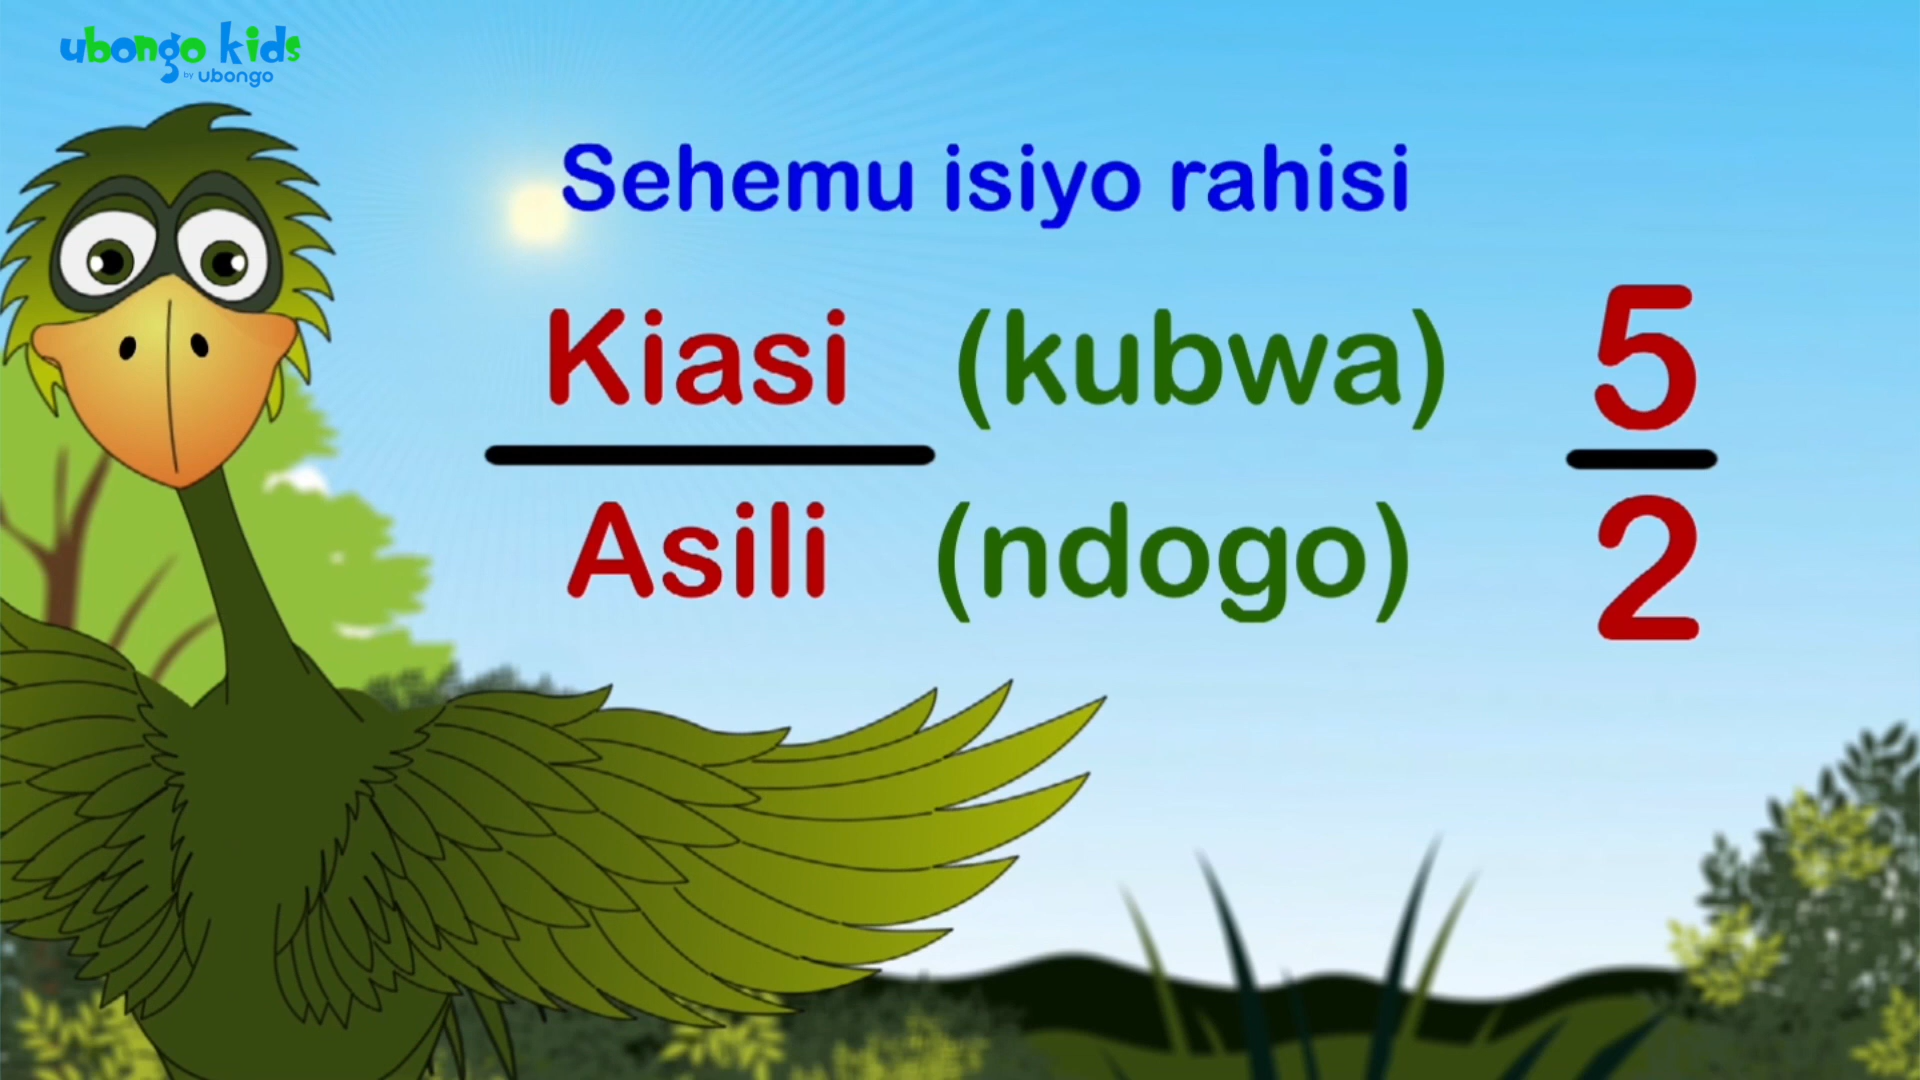 ubongo kids
by ubongo
Sehemu isiyo rahisi
Kiasi (kubwa) 5
Asili (ndogo) 2